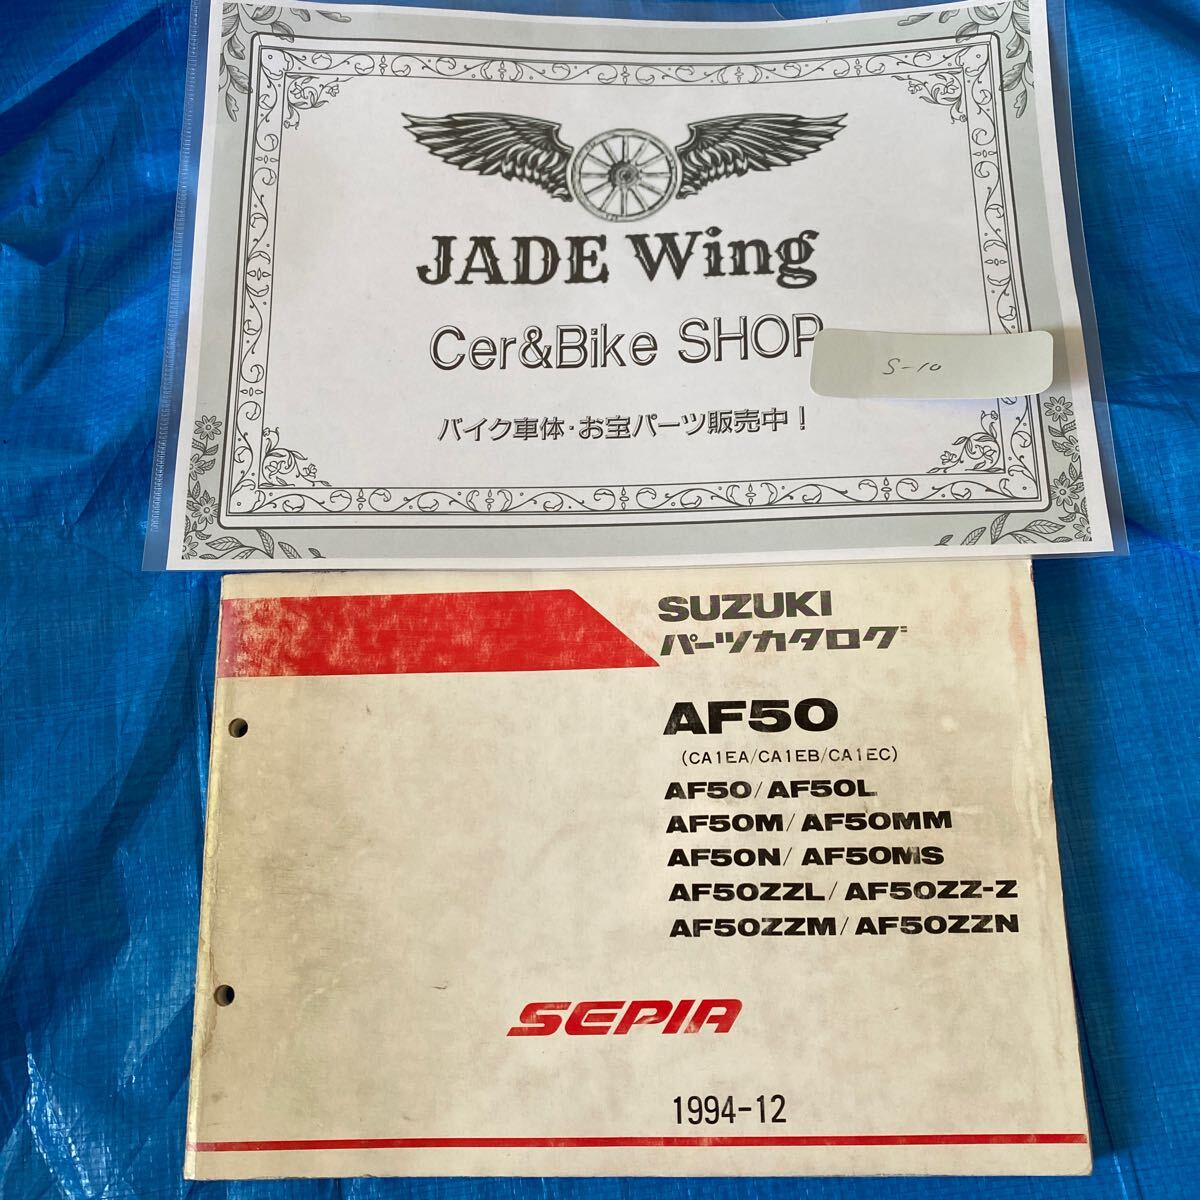 JADE Wing
Cer&Bike SHOP
S-10
バイク車体・お宝パーツ販売中！
SUZUKI
パーツカタログ
AF50
(CA1EA/CA1EB/CA1EC)
AF50/AF50L
AF50M/AF50MM
AF50N/AF50MS
AF50ZZL/AF50ZZ-Z
AF50ZZM/AF50ZZN
SEPIA
1994-12